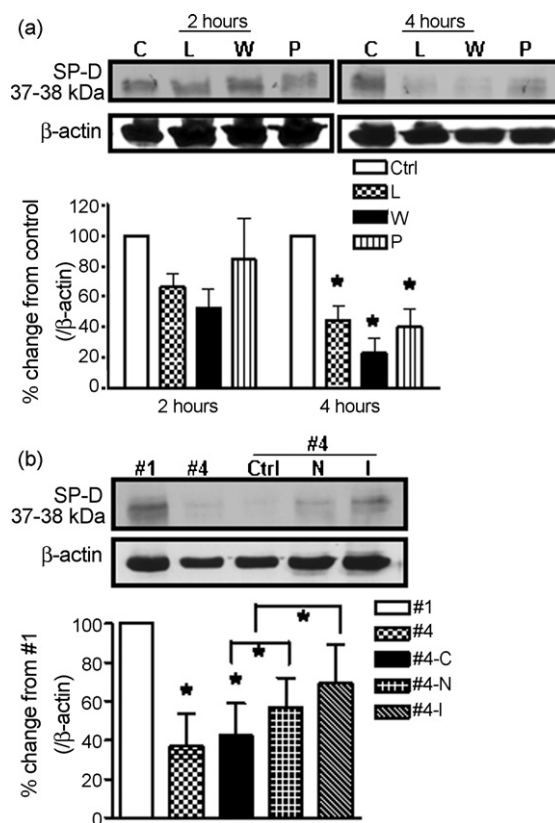 (a)
2 hours
4 hours
C L W P C L W P
SP-D
37-38 kDa
β-actin
Ctrl
L
W
P
% change from control
(/β-actin)
120
100
80
60
40
20
0
* * *
2 hours 4 hours
(b)
#4
#1 #4 Ctrl N I
SP-D
37-38 kDa
β-actin
#1
#4
#4-C
#4-N
#4-I
% change from #1
(/β-actin)
100
80
60
40
20
0
* * * *